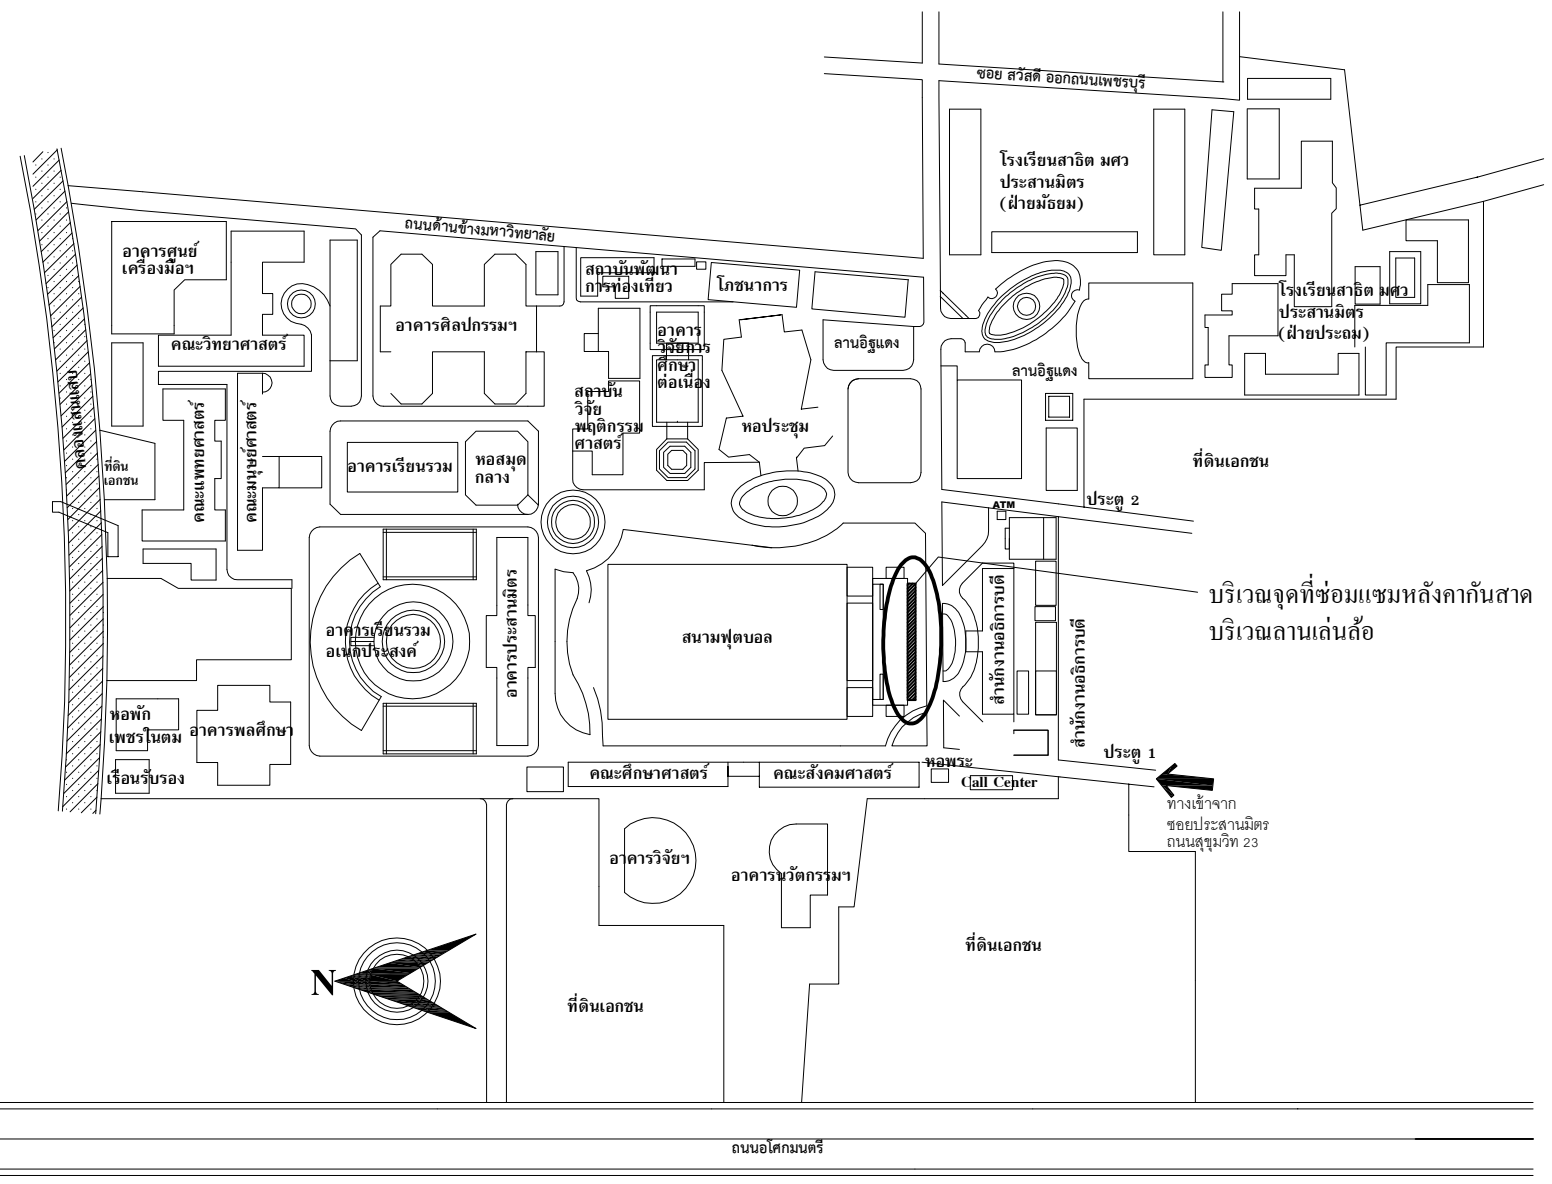 ซอย สวัสดี ออกถนนเพชรบุรี
โรงเรียนสาธิต มศว
ประสานมิตร
(ฝ่ายมัธยม)
ถนนด้านข้างมหาวิทยาลัย
อาคารศูนย์
เครื่องมือฯ
สถาบันพัฒนา
การท่องเที่ยว
โภชนาการ
โรงเรียนสาธิต มศว
ประสานมิตร
(ฝ่ายประถม)
อาคารศิลปกรรมฯ
คณะวิทยาศาสตร์
อาคาร
วิจัยการ
ศึกษา
ต่อเนื่อง
ลานอิฐแดง
ลานอิฐแดง
สถาบัน
วิจัย
พฤติกรรม
ศาสตร์
หอประชุม
คลองแสนแสบ
คณะแพทยศาสตร์
คณะมนุษยศาสตร์
ที่ดิน
เอกชน
อาคารเรียนรวม
หอสมุด
กลาง
ที่ดินเอกชน
ประตู 2
ATM
บริเวณจุดที่ซ่อมแซมหลังคากันสาด
บริเวณลานเล่นล้อ
อาคารเรียนรวม
อเนกประสงค์
อาคารประสานมิตร
สนามฟุตบอล
สำนักงานอธิการบดี
สำนักงานอธิการบดี
หอพัก
เพชรในตม
อาคารพลศึกษา
เรือนรับรอง
คณะศึกษาศาสตร์
คณะสังคมศาสตร์
หอพระ
Call Center
ประตู 1
ทางเข้าจาก
ซอยประสานมิตร
ถนนสุขุมวิท 23
อาคารวิจัยฯ
อาคารนวัตกรรมฯ
ที่ดินเอกชน
N
ที่ดินเอกชน
ถนนอโศกมนตรี